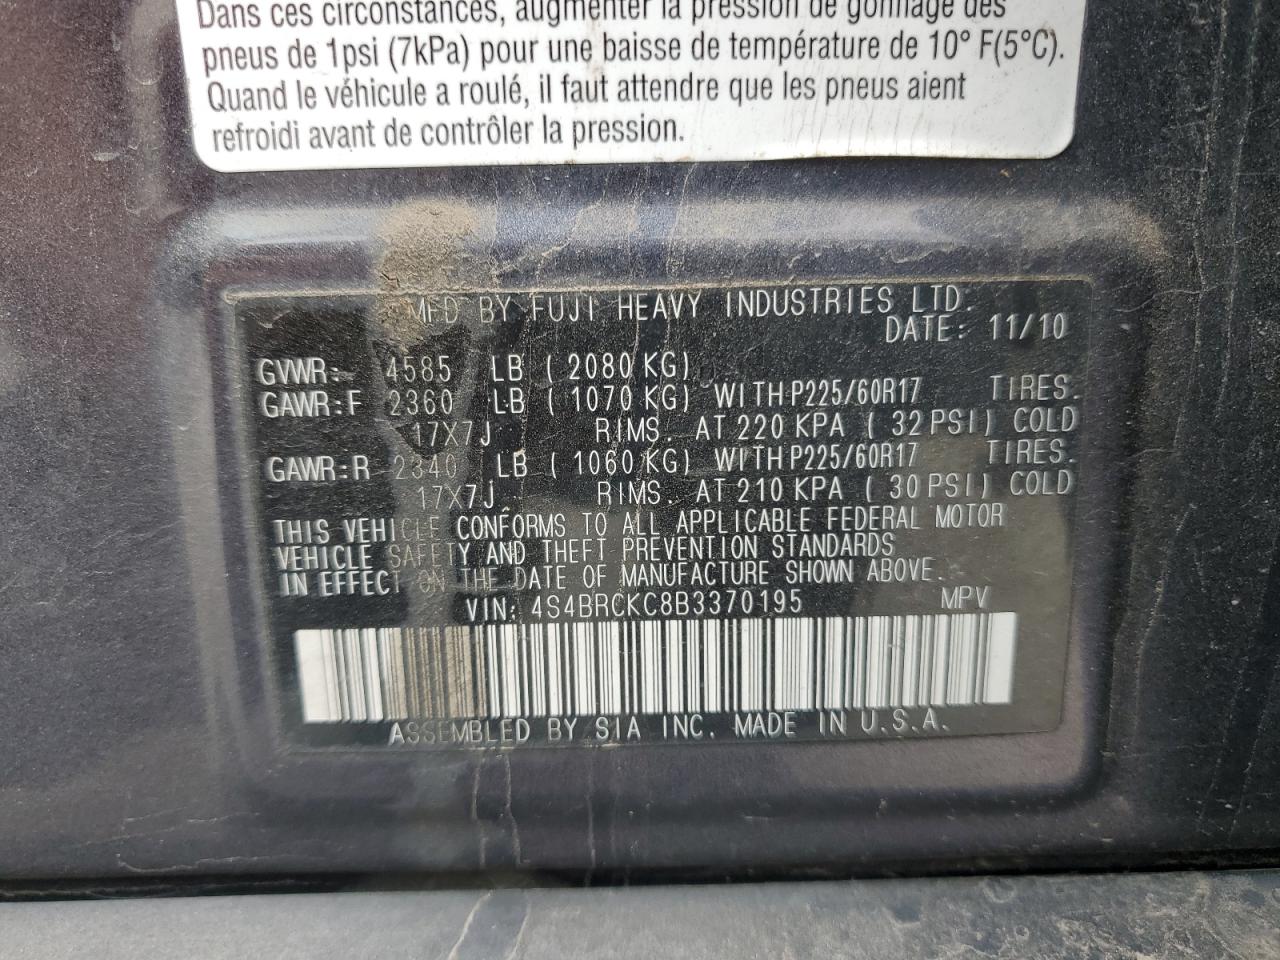 Dans ces circonstances, augmenter la pression de gonflage des
pneus de 1psi (7kPa) pour une baisse de température de 10° F(5°C).
Quand le véhicule a roulé, il faut attendre que les pneus aient
refroidi avant de contrôler la pression.
MFD BY FUJI HEAVY INDUSTRIES LTD.
DATE: 11/10
GVWR: 4585 LB ( 2080 KG)
GAWR:F 2360 LB ( 1070 KG) WITH P225/60R17 TIRES.
17X7J RIMS. AT 220 KPA ( 32 PSI) COLD
GAWR:R 2340 LB ( 1060 KG) WITH P225/60R17 TIRES.
17X7J RIMS. AT 210 KPA ( 30 PSI) COLD
THIS VEHICLE CONFORMS TO ALL APPLICABLE FEDERAL MOTOR
VEHICLE SAFETY AND THEFT PREVENTION STANDARDS
IN EFFECT ON THE DATE OF MANUFACTURE SHOWN ABOVE.
VIN: 4S4BRCKC8B3370195 MPV
ASSEMBLED BY SIA INC. MADE IN U.S.A.